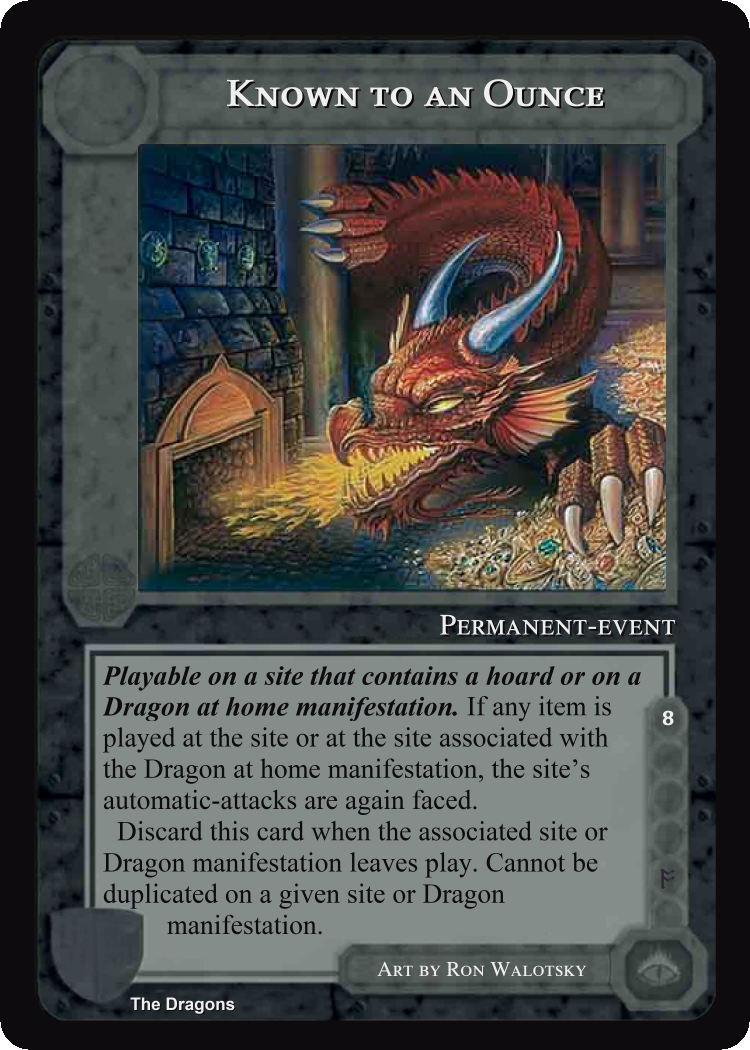 Known to an Ounce
Permanent-event
Playable on a site that contains a hoard or on a
Dragon at home manifestation. If any item is
played at the site or at the site associated with
the Dragon at home manifestation, the site's
automatic-attacks are again faced.
Discard this card when the associated site or
Dragon manifestation leaves play. Cannot be
duplicated on a given site or Dragon
manifestation.
8
Art by Ron Walotsky
The Dragons